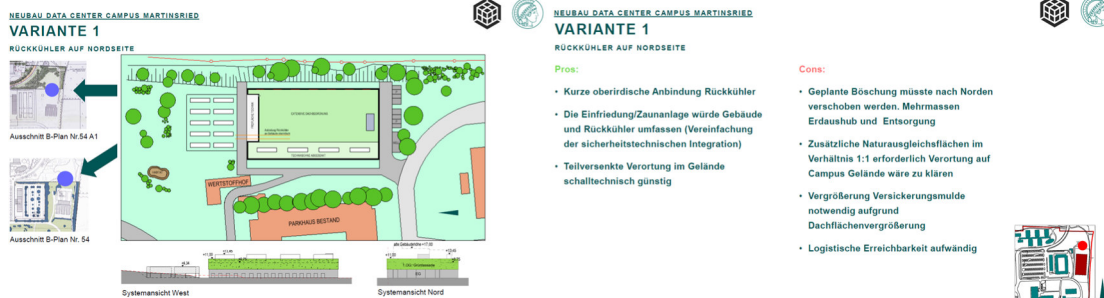 NEUBAU DATA CENTER CAMPUS MARTINSRIED
VARIANTE 1
RÜCKKÜHLER AUF NORDSEITE
Ausschnitt B-Plan Nr.54 A1
Ausschnitt B-Plan Nr. 54
WERTSTOFFHOF
PARKHAUS BESTAND
Systemansicht West
Systemansicht Nord
NEUBAU DATA CENTER CAMPUS MARTINSRIED
VARIANTE 1
RÜCKKÜHLER AUF NORDSEITE
Pros:
• Kurze oberirdische Anbindung Rückkühler
• Die Einfriedung/Zaunanlage würde Gebäude
und Rückkühler umfassen (Vereinfachung
der sicherheitstechnischen Integration)
• Teilversenkte Verortung im Gelände
schalltechnisch günstig
Cons:
• Geplante Böschung müsste nach Norden
verschoben werden. Mehrmassen
Erdaushub und Entsorgung
• Zusätzliche Naturausgleichsflächen im
Verhältnis 1:1 erforderlich Verortung auf
Campus Gelände wäre zu klären
• Vergrößerung Versickerungsmulde
notwendig aufgrund
Dachflächenvergrößerung
• Logistische Erreichbarkeit aufwändig